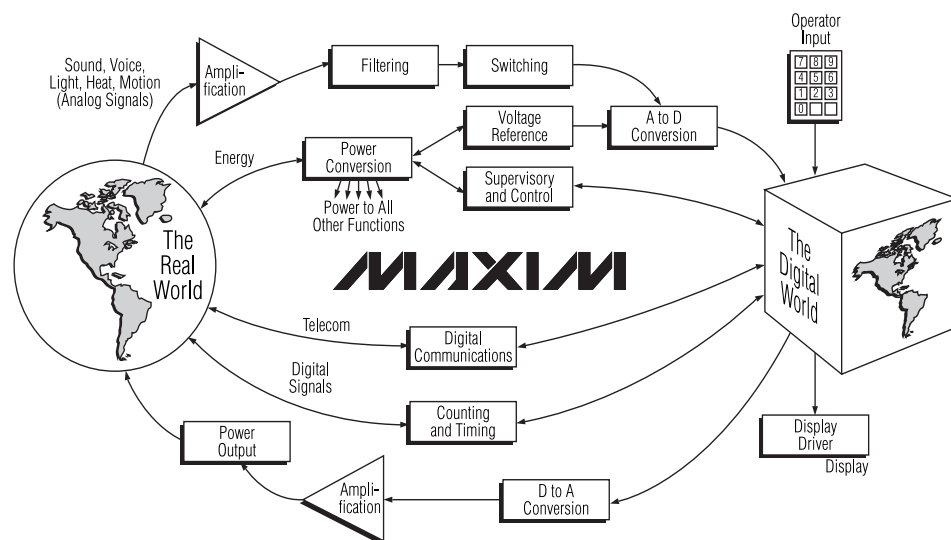 Operator
Input
7 8 9
4 5 6
1 2 3
0
Sound, Voice,
Light, Heat, Motion
(Analog Signals)
Ampli-
fication
Filtering
Switching
Voltage
Reference
A to D
Conversion
Energy
Power
Conversion
Supervisory
and Control
Power to All
Other Functions
The
Real
World
MAXIM
The
Digital
World
Telecom
Digital
Communications
Digital
Signals
Counting
and Timing
Power
Output
Display
Driver
Display
Ampli-
fication
D to A
Conversion